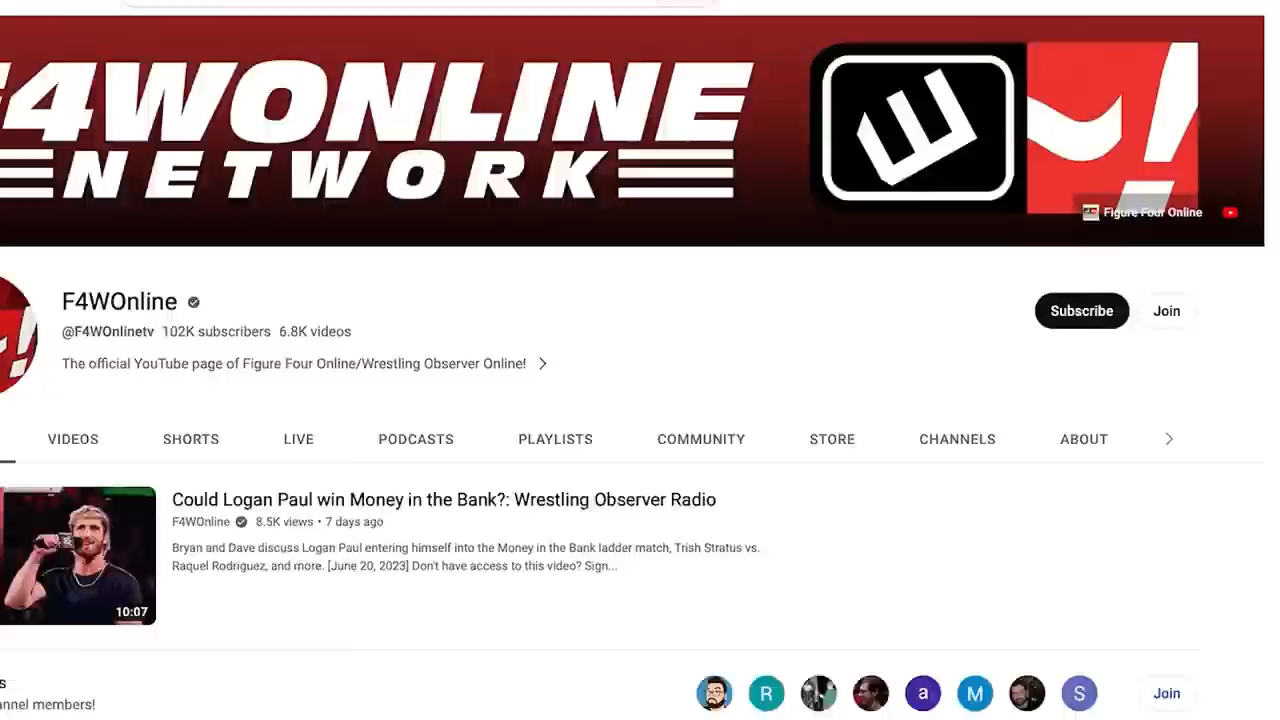 F4WONLINE
NETWORK
Figure Four Online
F4WOnline
@F4WOnlinetv 102K subscribers 6.8K videos
The official YouTube page of Figure Four Online/Wrestling Observer Online!
Subscribe
Join
VIDEOS SHORTS LIVE PODCASTS PLAYLISTS COMMUNITY STORE CHANNELS ABOUT
Could Logan Paul win Money in the Bank?: Wrestling Observer Radio
F4WOnline 8.5K views • 7 days ago
Bryan and Dave discuss Logan Paul entering himself into the Money in the Bank ladder match, Trish Stratus vs.
Raquel Rodriguez, and more. [June 20, 2023] Don't have access to this video? Sign...
10:07
R a M S
Join
members!